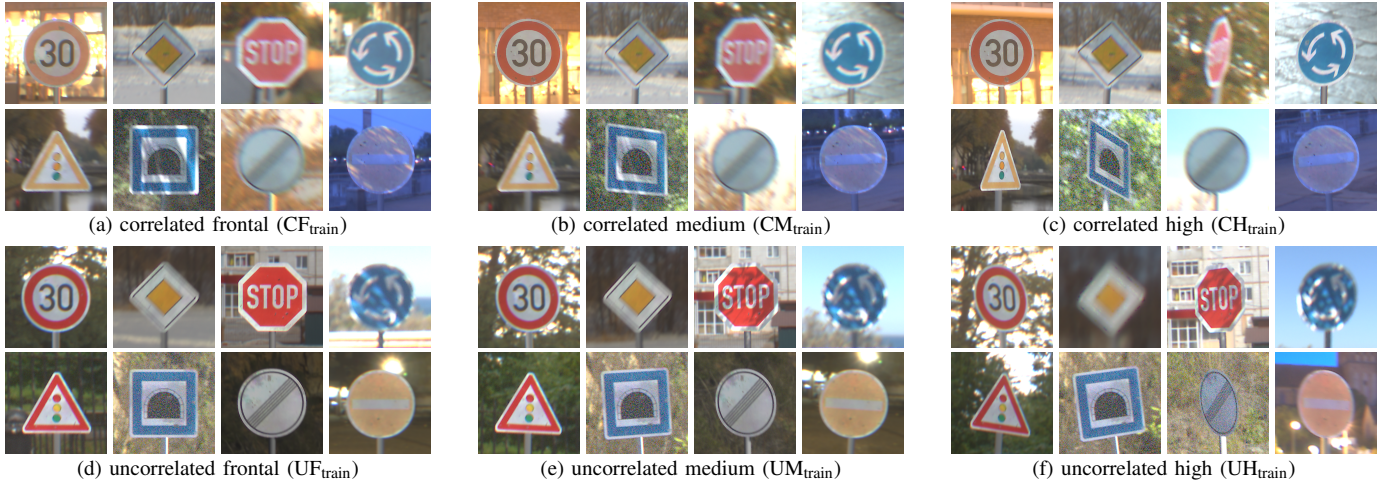 30
STOP
30
STOP
30
STOP
(a) correlated frontal (CFtrain)
(b) correlated medium (CMtrain)
(c) correlated high (CHtrain)
30
STOP
30
STOP
30
STOP
(d) uncorrelated frontal (UFtrain)
(e) uncorrelated medium (UMtrain)
(f) uncorrelated high (UHtrain)